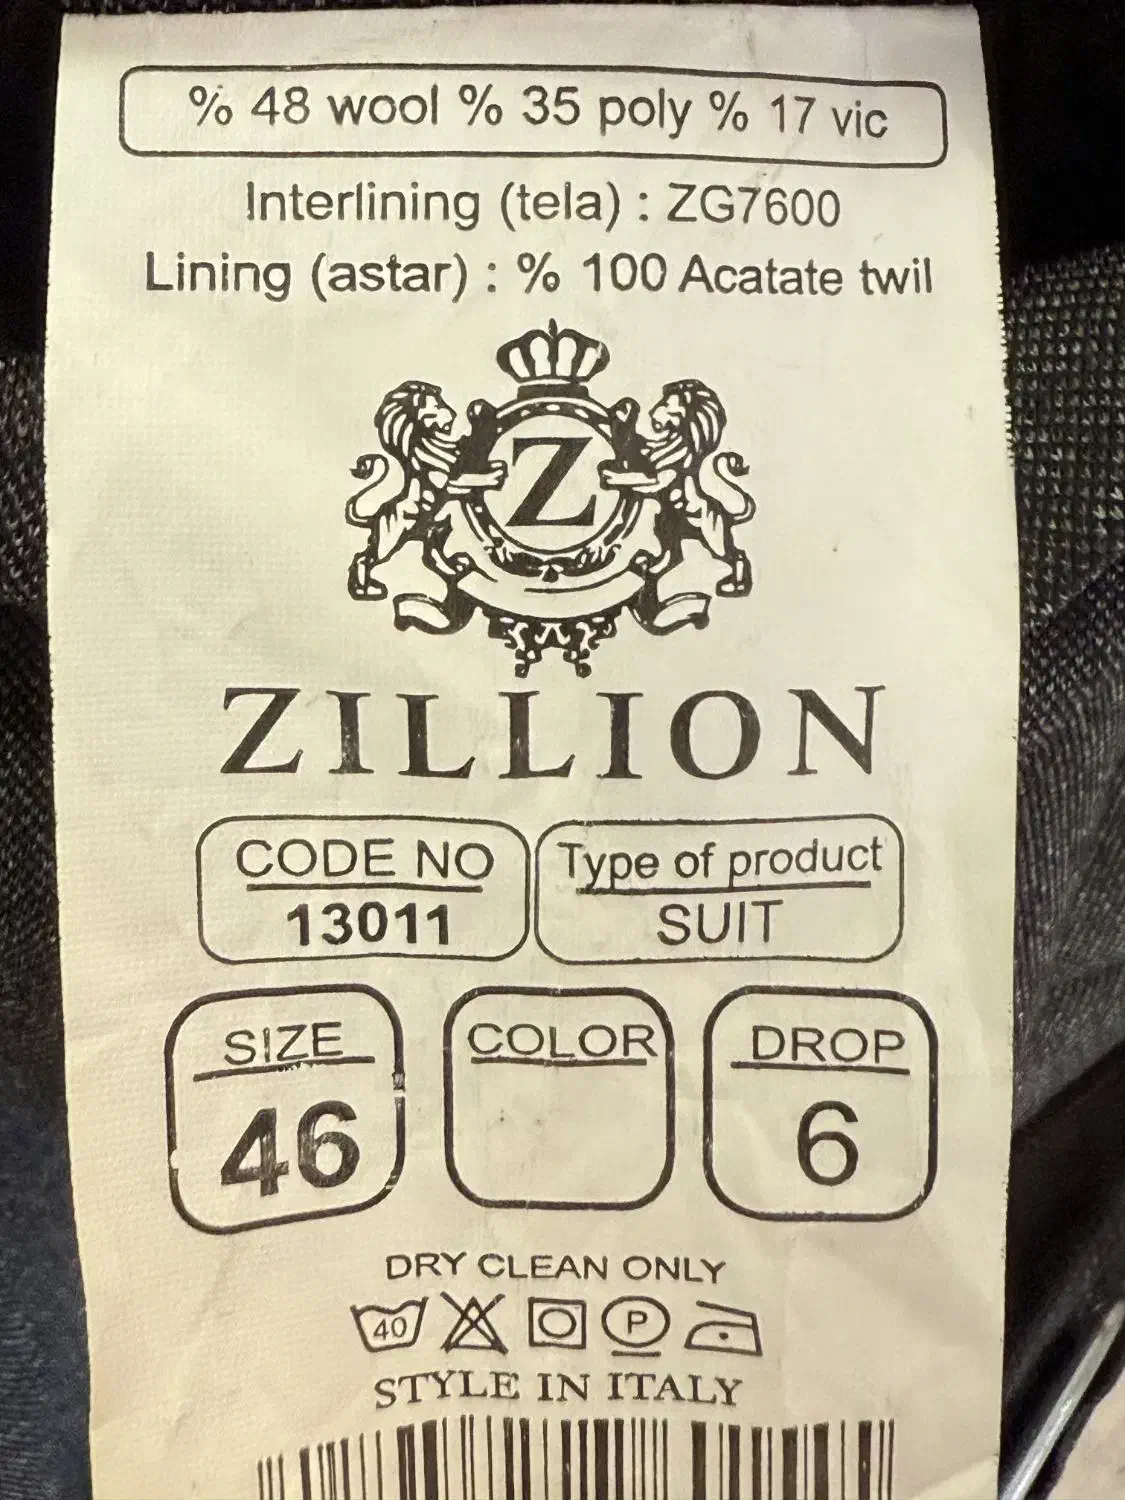 % 48 wool % 35 poly % 17 vic
Interlining (tela) : ZG7600
Lining (astar) : % 100 Acatate twil
Z
ZILLION
CODE NO
13011
Type of product
SUIT
SIZE
46
COLOR
DROP
6
DRY CLEAN ONLY
40 P
STYLE IN ITALY